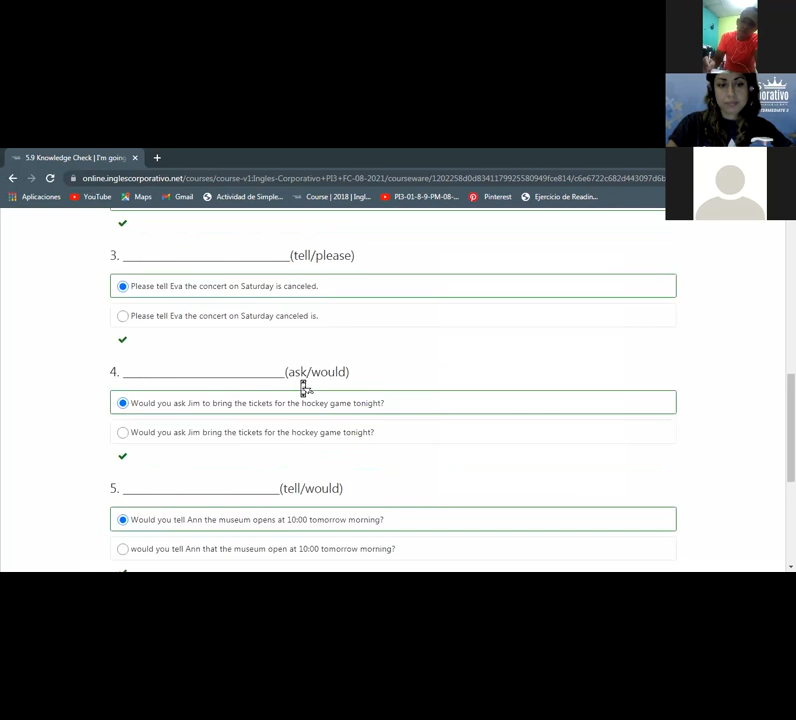 orporativo
TERMEDIATE 2
5.9 Knowledge Check | I'm going
online.inglescorporativo.net/courses/course-v1:Ingles-Corporativo+PI3+FC-08-2021/courseware/1202258d0d8341179925580949fce814/c6e6722c682d443097d6b
Aplicaciones YouTube Maps Gmail Actividad de Simple... Course | 2018 | Ingl... PI3-01-8-9-PM-08-... Pinterest Ejercicio de Readin...
3. ________________________(tell/please)
Please tell Eva the concert on Saturday is canceled.
Please tell Eva the concert on Saturday canceled is.
4. ________________________(ask/would)
Would you ask Jim to bring the tickets for the hockey game tonight?
Would you ask Jim bring the tickets for the hockey game tonight?
5. ________________________(tell/would)
Would you tell Ann the museum opens at 10:00 tomorrow morning?
would you tell Ann that the museum open at 10:00 tomorrow morning?